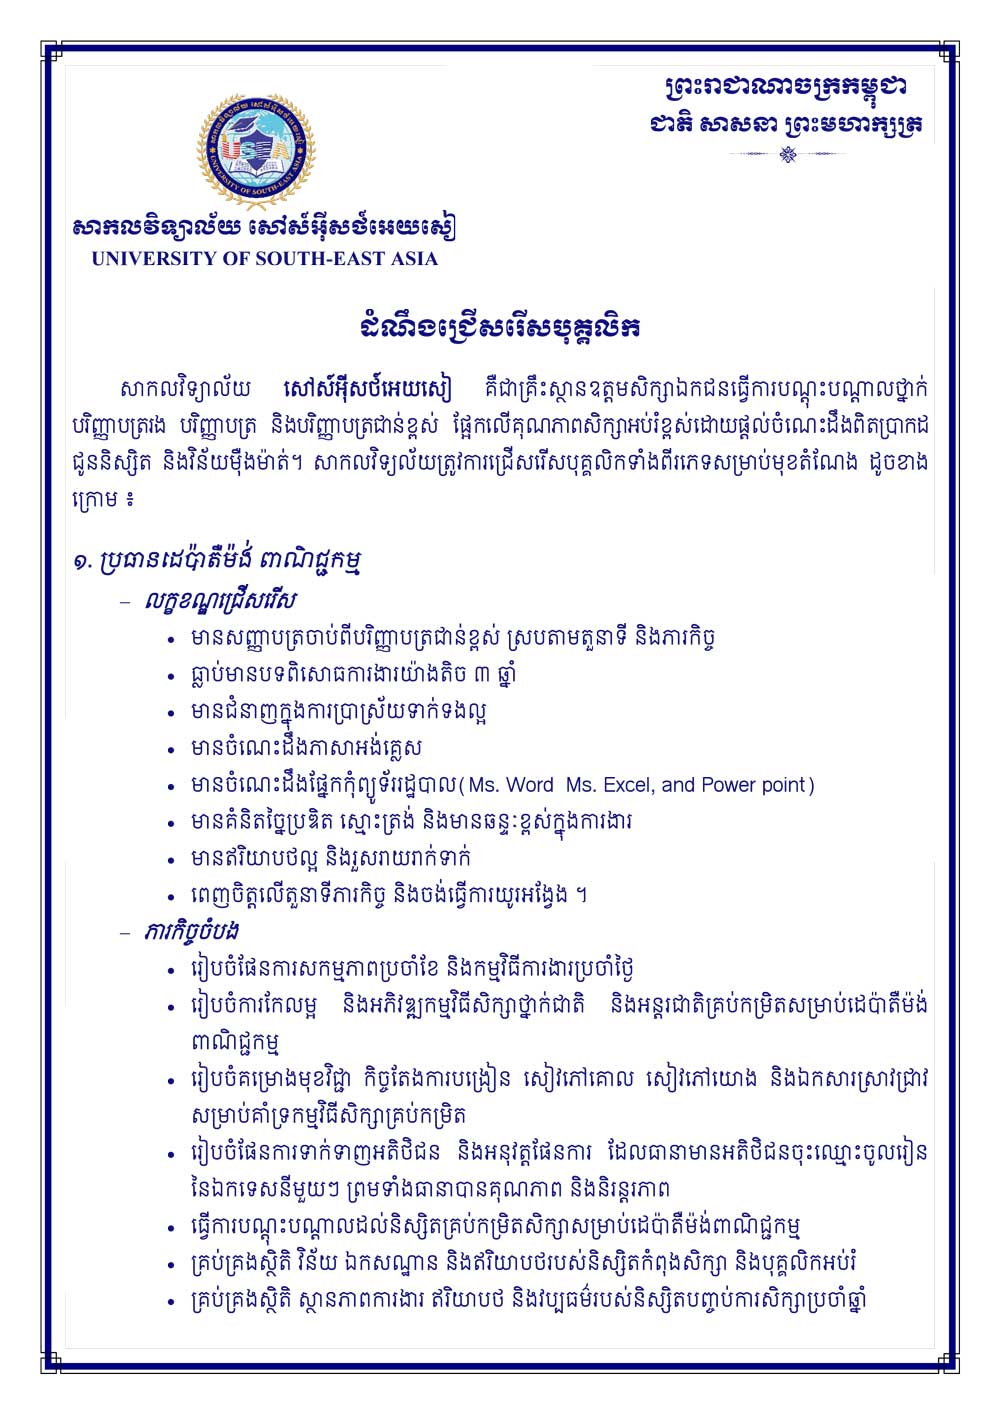 ព្រះរាជាណាចក្រកម្ពុជា
ជាតិ សាសនា ព្រះមហាក្សត្រ
សាកលវិទ្យាល័យ សៅស៍អ៊ីសថ៍អេយសៀ
USEA
UNIVERSITY OF SOUTH-EAST ASIA
សាកលវិទ្យាល័យ សៅស៍អ៊ីសថ៍អេយសៀ
UNIVERSITY OF SOUTH-EAST ASIA
ដំណឹងជ្រើសរើសបុគ្គលិក
សាកលវិទ្យាល័យ សៅស៍អ៊ីសថ៍អេយសៀ គឺជាគ្រឹះស្ថានឧត្តមសិក្សាឯកជនធ្វើការបណ្តុះបណ្តាលថ្នាក់
បរិញ្ញាបត្ររង បរិញ្ញាបត្រ និងបរិញ្ញាបត្រជាន់ខ្ពស់ ផ្អែកលើគុណភាពសិក្សាអប់រំខ្ពស់ដោយផ្តល់ចំណេះដឹងពិតប្រាកដ
ជូននិស្សិត និងវិន័យម៉ឺងម៉ាត់។ សាកលវិទ្យល័យត្រូវការជ្រើសរើសបុគ្គលិកទាំងពីរភេទសម្រាប់មុខតំណែង ដូចខាង
ក្រោម ៖
១. ប្រធានដេប៉ាតឺម៉ង់ ពាណិជ្ជកម្ម
– លក្ខខណ្ឌជ្រើសរើស
• មានសញ្ញាបត្រចាប់ពីបរិញ្ញាបត្រជាន់ខ្ពស់ ស្របតាមតួនាទី និងភារកិច្ច
• ធ្លាប់មានបទពិសោធការងារយ៉ាងតិច ៣ ឆ្នាំ
• មានជំនាញក្នុងការប្រាស្រ័យទាក់ទងល្អ
• មានចំណេះដឹងភាសាអង់គ្លេស
• មានចំណេះដឹងផ្នែកកុំព្យូទ័ររដ្ឋបាល(Ms. Word Ms. Excel, and Power point)
• មានគំនិតច្នៃប្រឌិត ស្មោះត្រង់ និងមានឆន្ទៈខ្ពស់ក្នុងការងារ
• មានឥរិយាបថល្អ និងរួសរាយរាក់ទាក់
• ពេញចិត្តលើតួនាទីភារកិច្ច និងចង់ធ្វើការយូរអង្វែង ។
– ភារកិច្ចចំបង
• រៀបចំផែនការសកម្មភាពប្រចាំខែ និងកម្មវិធីការងារប្រចាំថ្ងៃ
• រៀបចំការកែលម្អ និងអភិវឌ្ឍកម្មវិធីសិក្សាថ្នាក់ជាតិ និងអន្តរជាតិគ្រប់កម្រិតសម្រាប់ដេប៉ាតឺម៉ង់
ពាណិជ្ជកម្ម
• រៀបចំគម្រោងមុខវិជ្ជា កិច្ចតែងការបង្រៀន សៀវភៅគោល សៀវភៅយោង និងឯកសារស្រាវជ្រាវ
សម្រាប់គាំទ្រកម្មវិធីសិក្សាគ្រប់កម្រិត
• រៀបចំផែនការទាក់ទាញអតិថិជន និងអនុវត្តផែនការ ដែលធានាមានអតិថិជនចុះឈ្មោះចូលរៀន
នៃឯកទេសនីមួយៗ ព្រមទាំងធានាបានគុណភាព និងនិរន្តរភាព
• ធ្វើការបណ្តុះបណ្តាលដល់និស្សិតគ្រប់កម្រិតសិក្សាសម្រាប់ដេប៉ាតឺម៉ង់ពាណិជ្ជកម្ម
• គ្រប់គ្រងស្ថិតិ វិន័យ ឯកសណ្ឋាន និងឥរិយាបថរបស់និស្សិតកំពុងសិក្សា និងបុគ្គលិកអប់រំ
• គ្រប់គ្រងស្ថិតិ ស្ថានភាពការងារ ឥរិយាបថ និងវប្បធម៌របស់និស្សិតបញ្ចប់ការសិក្សាប្រចាំឆ្នាំ